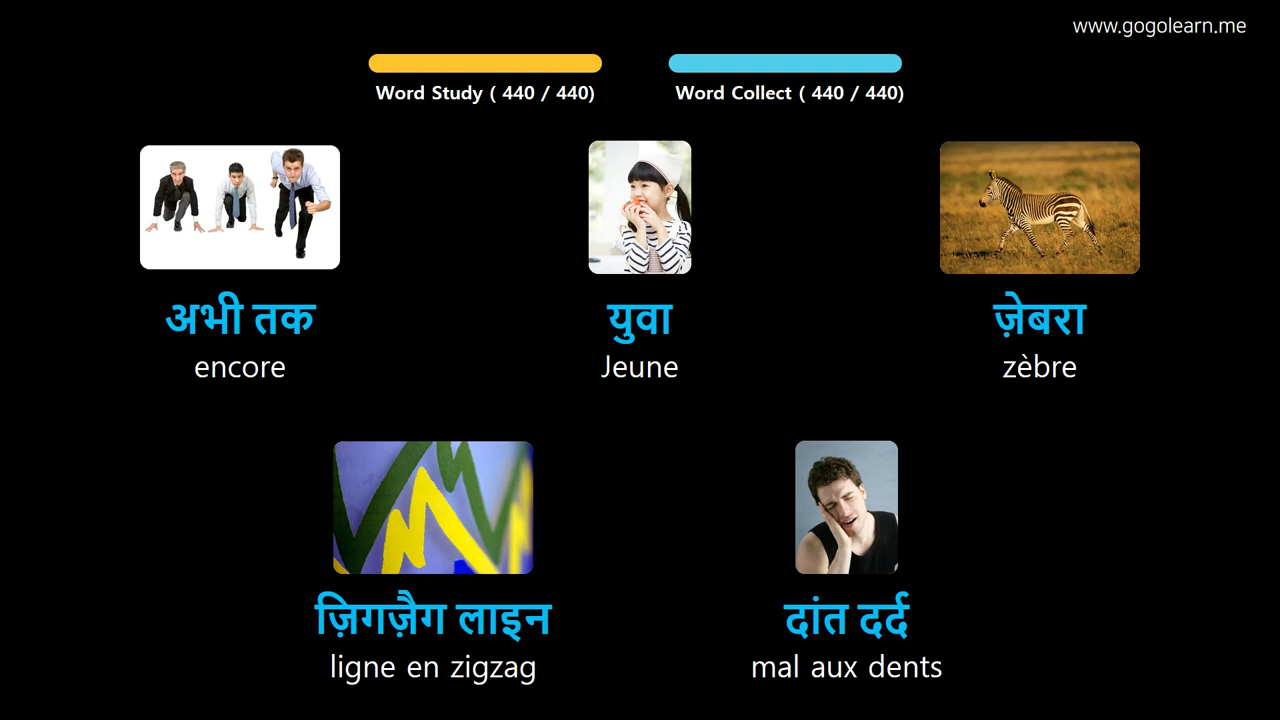 www.gogolearn.me
Word Study ( 440 / 440)
Word Collect ( 440 / 440)
अभी तक
encore
युवा
Jeune
ज़ेबरा
zèbre
ज़िगज़ैग लाइन
ligne en zigzag
दांत दर्द
mal aux dents